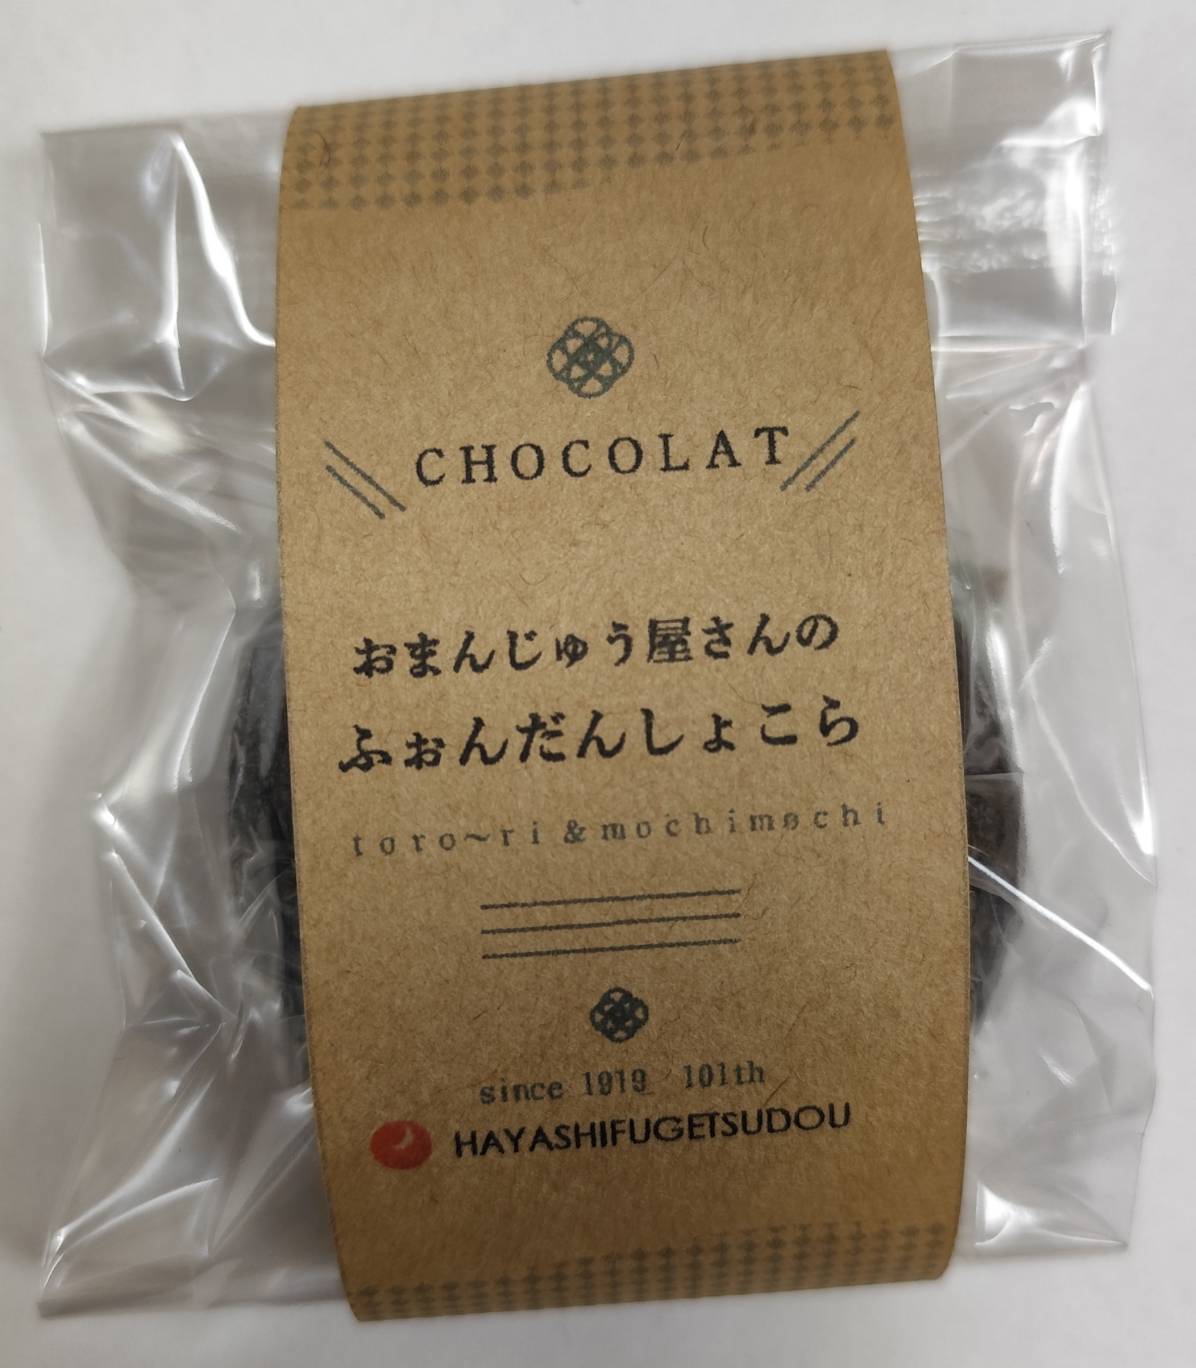 CHOCOLAT
おまんじゅう屋さんの
ふぉんだんしょこら
toro~ri&mochimochi
since 1919 101th
HAYASHIFUGETSUDOU